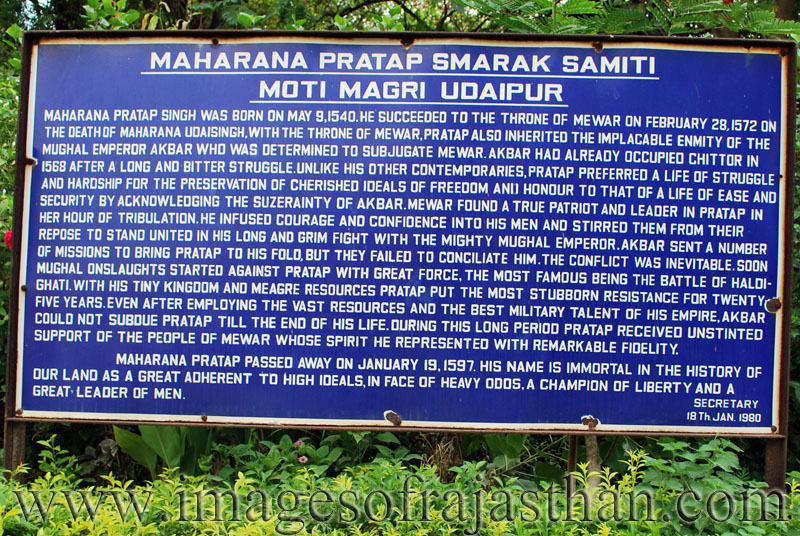 MAHARANA PRATAP SMARAK SAMITI
MOTI MAGRI UDAIPUR
MAHARANA PRATAP SINGH WAS BORN ON MAY 9,1540. HE SUCCEEDED TO THE THRONE OF MEWAR ON FEBRUARY 28, 1572 ON
THE DEATH OF MAHARANA UDAISINGH, WITH THE THRONE OF MEWAR, PRATAP ALSO INHERITED THE IMPLACABLE ENMITY OF THE
MUGHAL EMPEROR AKBAR WHO WAS DETERMINED TO SUBJUGATE MEWAR. AKBAR HAD ALREADY OCCUPIED CHITTOR IN
1568 AFTER A LONG AND BITTER STRUGGLE. UNLIKE HIS OTHER CONTEMPORARIES, PRATAP PREFERRED A LIFE OF STRUGGLE
AND HARDSHIP FOR THE PRESERVATION OF CHERISHED IDEALS OF FREEDOM AND HONOUR TO THAT OF A LIFE OF EASE AND
SECURITY BY ACKNOWLEDGING THE SUZERAINTY OF AKBAR. MEWAR FOUND A TRUE PATRIOT AND LEADER IN PRATAP IN
HER HOUR OF TRIBULATION. HE INFUSED COURAGE AND CONFIDENCE INTO HIS MEN AND STIRRED THEM FROM THEIR
REPOSE TO STAND UNITED IN HIS LONG AND GRIM FIGHT WITH THE MIGHTY MUGHAL EMPEROR. AKBAR SENT A NUMBER
OF MISSIONS TO BRING PRATAP TO HIS FOLD, BUT THEY FAILED TO CONCILIATE HIM. THE CONFLICT WAS INEVITABLE. SOON
MUGHAL ONSLAUGHTS STARTED AGAINST PRATAP WITH GREAT FORCE, THE MOST FAMOUS BEING THE BATTLE OF HALDI-
GHATI. WITH HIS TINY KINGDOM AND MEAGRE RESOURCES PRATAP PUT THE MOST STUBBORN RESISTANCE FOR TWENTY
FIVE YEARS. EVEN AFTER EMPLOYING THE VAST RESOURCES AND THE BEST MILITARY TALENT OF HIS EMPIRE, AKBAR
COULD NOT SUBDUE PRATAP TILL THE END OF HIS LIFE. DURING THIS LONG PERIOD PRATAP RECEIVED UNSTINTED
SUPPORT OF THE PEOPLE OF MEWAR WHOSE SPIRIT HE REPRESENTED WITH REMARKABLE FIDELITY.
MAHARANA PRATAP PASSED AWAY ON JANUARY 19, 1597. HIS NAME IS IMMORTAL IN THE HISTORY OF
OUR LAND AS A GREAT ADHERENT TO HIGH IDEALS, IN FACE OF HEAVY ODDS, A CHAMPION OF LIBERTY AND A
GREAT LEADER OF MEN.
SECRETARY
18 TH. JAN. 1980
www.imagesofrajasthan.com